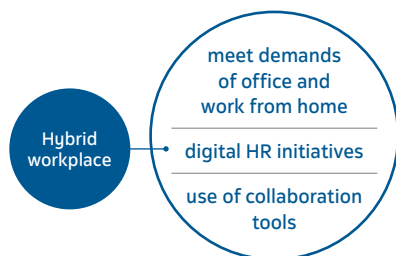 Hybrid
workplace
meet demands
of office and
work from home
digital HR initiatives
use of collaboration
tools